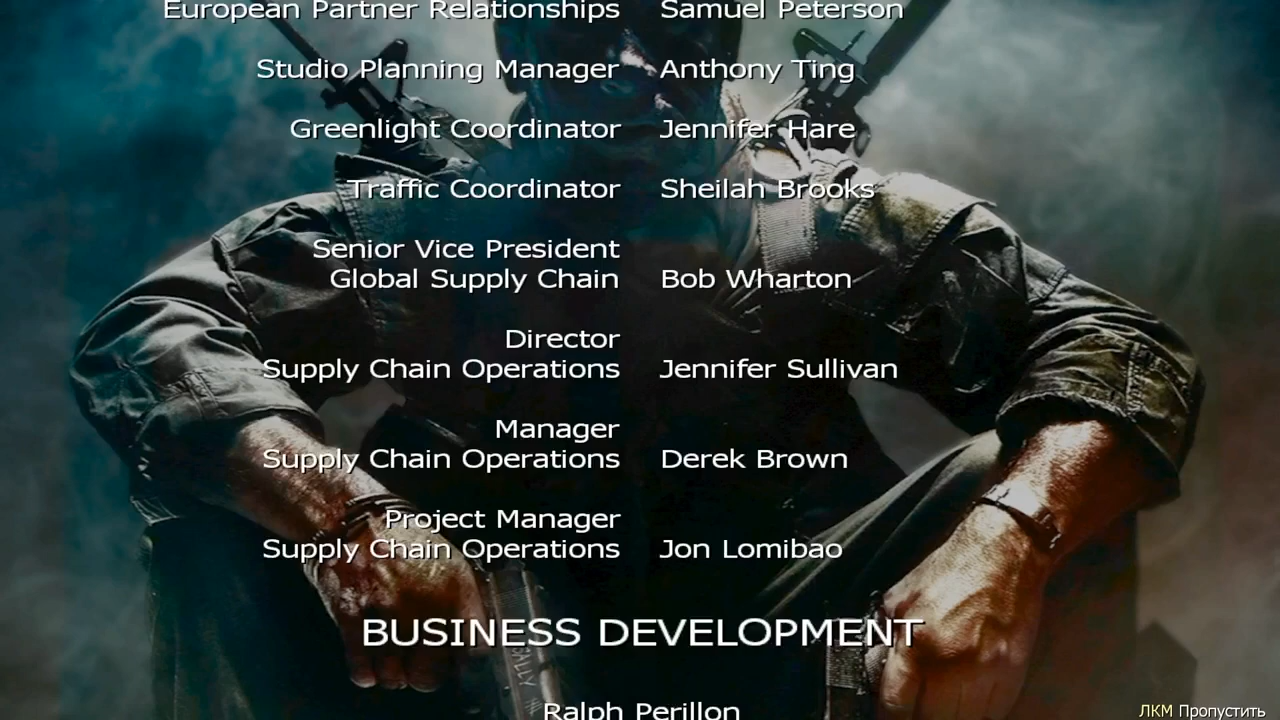 European Partner Relationships Samuel Peterson
Studio Planning Manager Anthony Ting
Greenlight Coordinator Jennifer Hare
Traffic Coordinator Sheilah Brooks
Senior Vice President
Global Supply Chain Bob Wharton
Director
Supply Chain Operations Jennifer Sullivan
Manager
Supply Chain Operations Derek Brown
Project Manager
Supply Chain Operations Jon Lomibao
BUSINESS DEVELOPMENT
Ralph Perillon
ЛКМ Пропустить